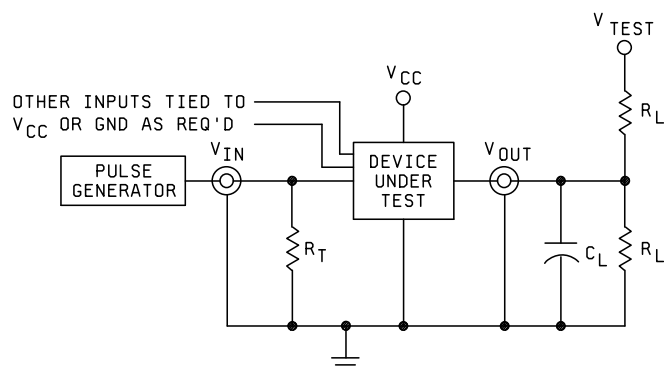 V TEST
V CC
R L
OTHER INPUTS TIED TO
V CC OR GND AS REQ'D
V IN
V OUT
PULSE
GENERATOR
DEVICE
UNDER
TEST
R T
C L
R L